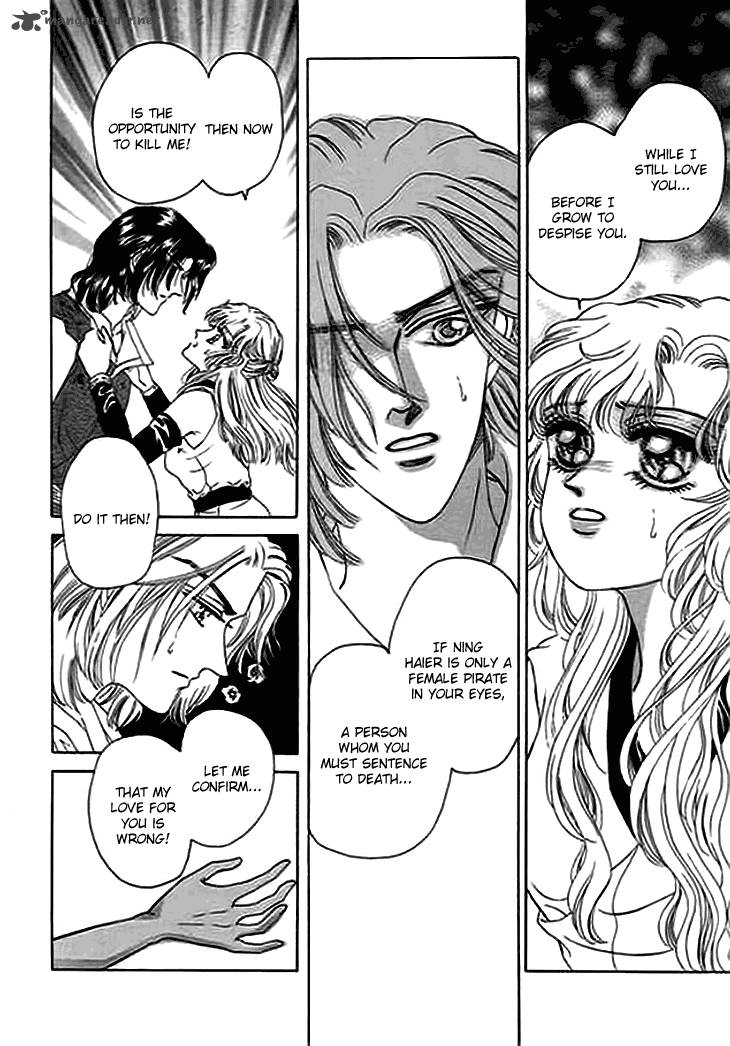 WHILE I
STILL LOVE
YOU...
BEFORE I
GROW TO
DESPISE YOU.
IF NING
HAIER IS ONLY A
FEMALE PIRATE
IN YOUR EYES,
A PERSON
WHOM YOU
MUST SENTENCE
TO DEATH...
THEN NOW
IS THE
OPPORTUNITY
TO KILL ME!
DO IT THEN!
LET ME
CONFIRM...
THAT MY
LOVE FOR
YOU IS
WRONG!